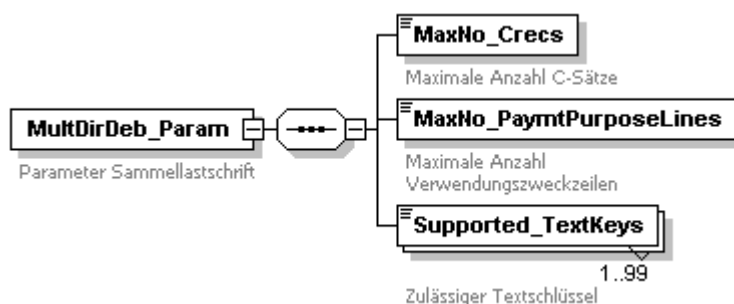 MaxNo_Crecs
Maximale Anzahl C-Sätze
MultDirDeb_Param
Parameter Sammellastschrift
MaxNo_PaymtPurposeLines
Maximale Anzahl
Verwendungszweckzeilen
Supported_TextKeys
1..99
Zulässiger Textschlüssel